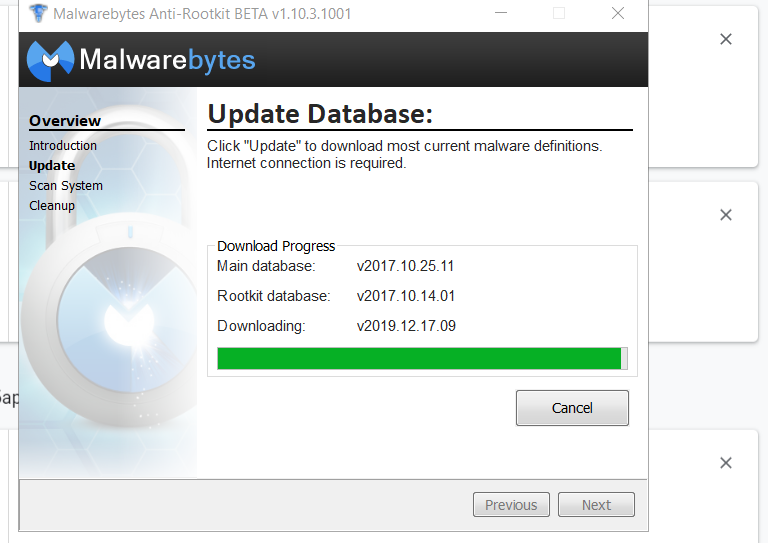 Malwarebytes Anti-Rootkit BETA v1.10.3.1001
Malwarebytes
Overview
Introduction
Update
Scan System
Cleanup
Update Database:
Click "Update" to download most current malware definitions.
Internet connection is required.
Download Progress
Main database: v2017.10.25.11
Rootkit database: v2017.10.14.01
Downloading: v2019.12.17.09
Cancel
Previous
Next